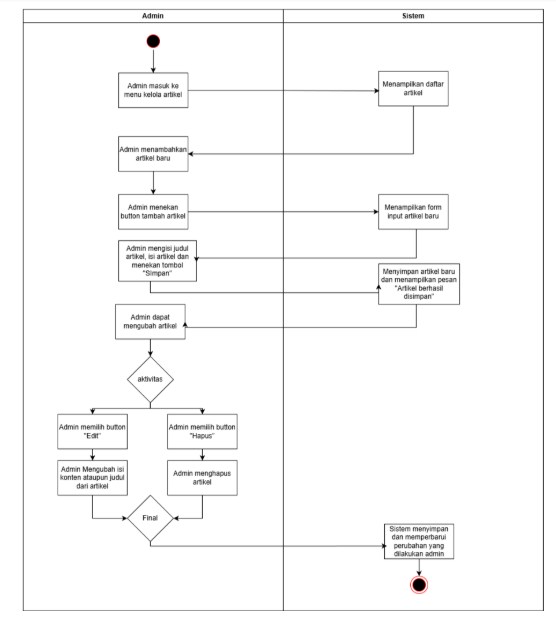 Admin
Sistem
Admin masuk ke
menu kelola artikel
Menampilkan daftar
artikel
Admin menambahkan
artikel baru
Admin menekan
button tambah artikel
Menampilkan form
input artikel baru
Admin mengisi judul
artikel, isi artikel dan
menekan tombol
"SImpan"
Menyimpan artikel baru
dan menampilkan pesan
"Artikel berhasil
disimpan"
Admin dapat
mengubah artikel
aktivitas
Admin memilih button
"Edit"
Admin memilih button
"Hapus"
Admin Mengubah isi
konten ataupun judul
dari artikel
Admin menghapus
artikel
Final
Sistem menyimpan
dan memperbarui
perubahan yang
dilakukan admin